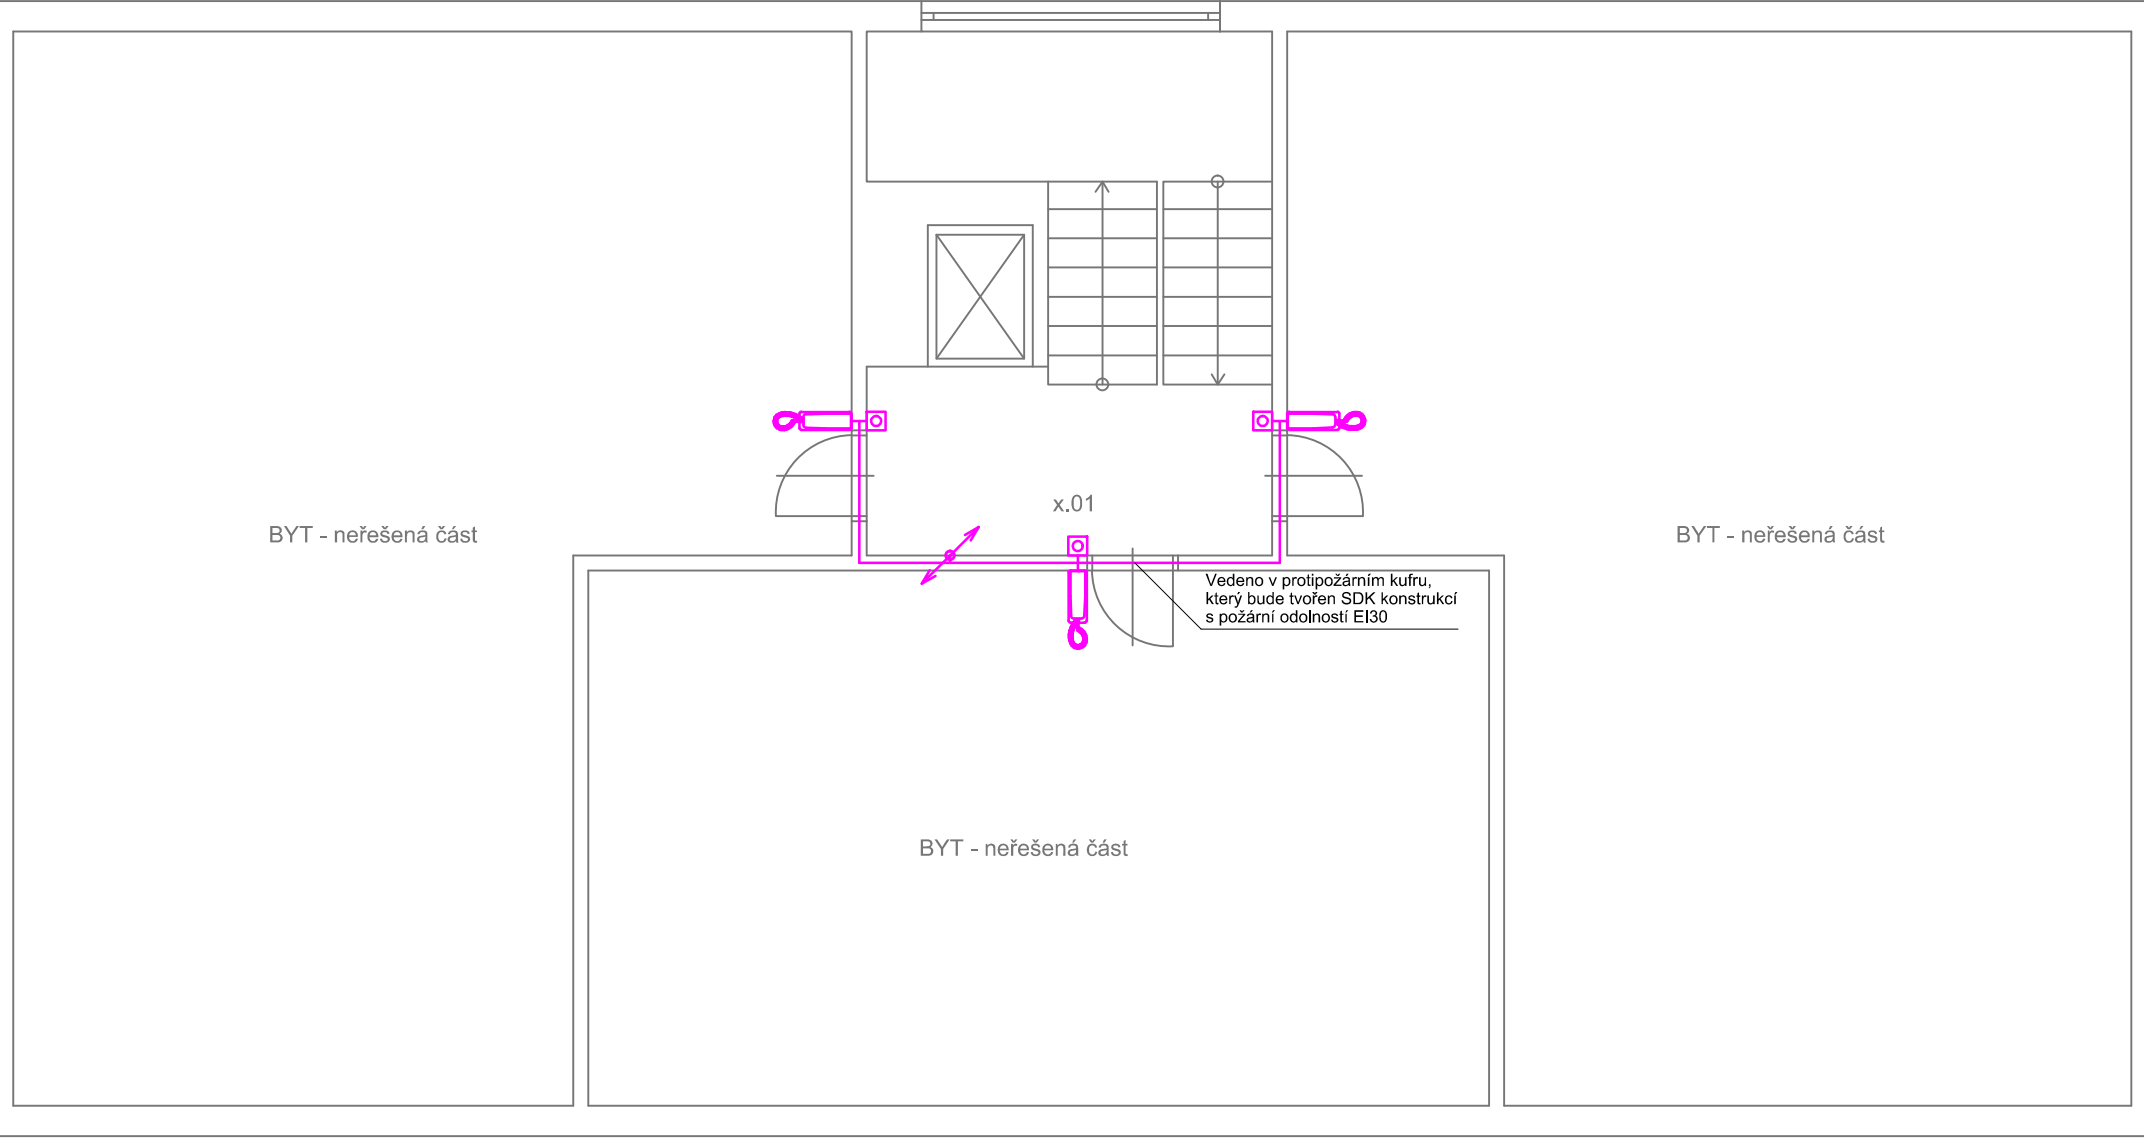 x.01
BYT - neřešená část
BYT - neřešená část
Vedeno v protipožárním kufru,
který bude tvořen SDK konstrukcí
s požární odolností EI30
BYT - neřešená část